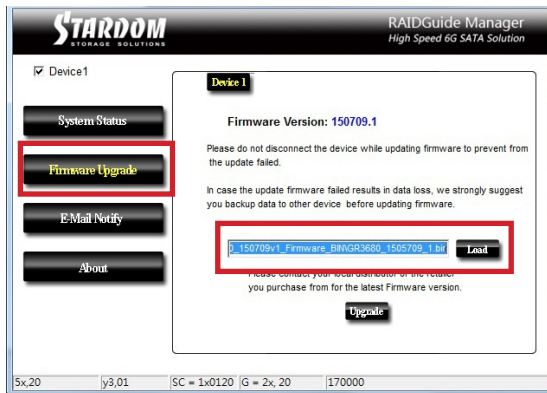 STARDOM
STORAGE SOLUTIONS
RAIDGuide Manager
High Speed 6G SATA Solution
Device1
Device 1
System Status
Firmware Version: 150709.1
Please do not disconnect the device while updating firmware to prevent from
the update failed.
Firmware Upgrade
In case the update firmware failed results in data loss, we strongly suggest
you backup data to other device before updating firmware.
E-Mail Notify
0_150709v1_Firmware_BIN\GR3680_1505709_1.bin
Load
About
Please contact your local distributor or the retailer
you purchase from for the latest Firmware version.
Upgrade
5x,20 y3,01 SC = 1x0120 G = 2x, 20 170000